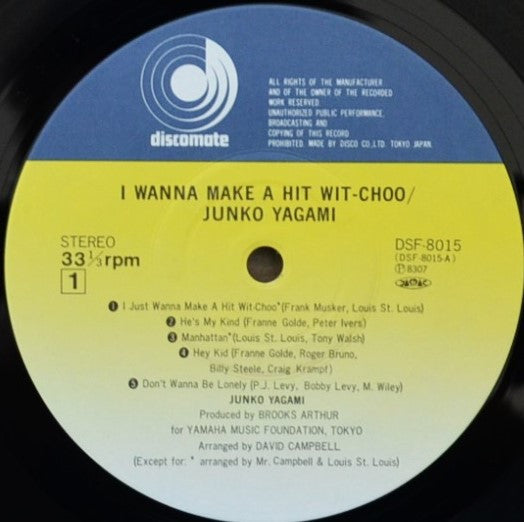 discomate
ALL RIGHTS OF THE MANUFACTURER
AND OF THE OWNER OF THE RECORDED
WORK RESERVED
UNAUTHORIZED PUBLIC PERFORMANCE,
BROADCASTING AND
COPYING OF THIS RECORD
PROHIBITED. MADE BY DISCO CO.,LTD. TOKYO JAPAN.
I WANNA MAKE A HIT WIT-CHOO/
JUNKO YAGAMI
STEREO
33 1/3 rpm
1
DSF-8015
(DSF-8015-A)
Ⓟ8307
❶ I Just Wanna Make A Hit Wit-Choo*(Frank Musker, Louis St. Louis)
❷ He's My Kind (Franne Golde, Peter Ivers)
❸ Manhattan*(Louis St. Louis, Tony Walsh)
❹ Hey Kid (Franne Golde, Roger Bruno,
Billy Steele, Craig Krampf)
❺ Don't Wanna Be Lonely (P.J. Levy, Bobby Levy, M. Wiley)
JUNKO YAGAMI
Produced by BROOKS ARTHUR
for YAMAHA MUSIC FOUNDATION, TOKYO
Arranged by DAVID CAMPBELL
(Except for: * arranged by Mr. Campbell & Louis St. Louis)